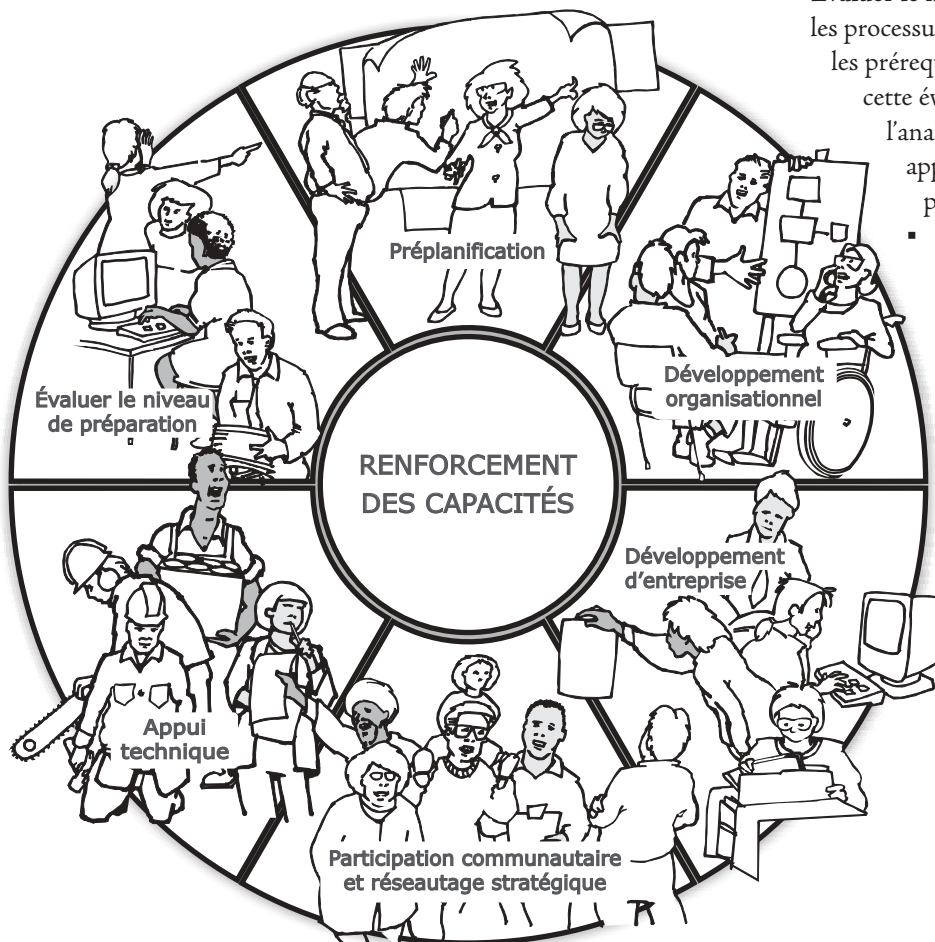 Évaluer le
les processu
les prérequ
cette év
l'ana
app
p
▪
Préplanification
Développement
organisationnel
Évaluer le niveau
de préparation
RENFORCEMENT
DES CAPACITÉS
Développement
d'entreprise
Appui
technique
Participation communautaire
et réseautage stratégique